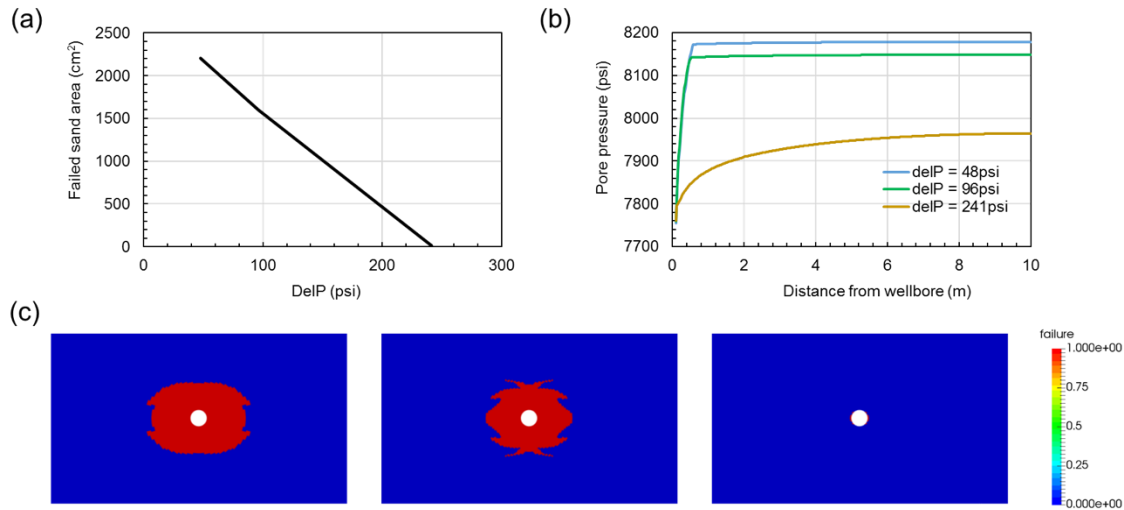 (a)
Failed sand area (cm²)
2500
2000
1500
1000
500
0
0 100 200 300
DelP (psi)
(b)
Pore pressure (psi)
8200
8100
8000
7900
7800
7700
delP = 48psi
delP = 96psi
delP = 241psi
0 2 4 6 8 10
Distance from wellbore (m)
(c)
failure
1.000e+00
0.75
0.5
0.25
0.000e+00